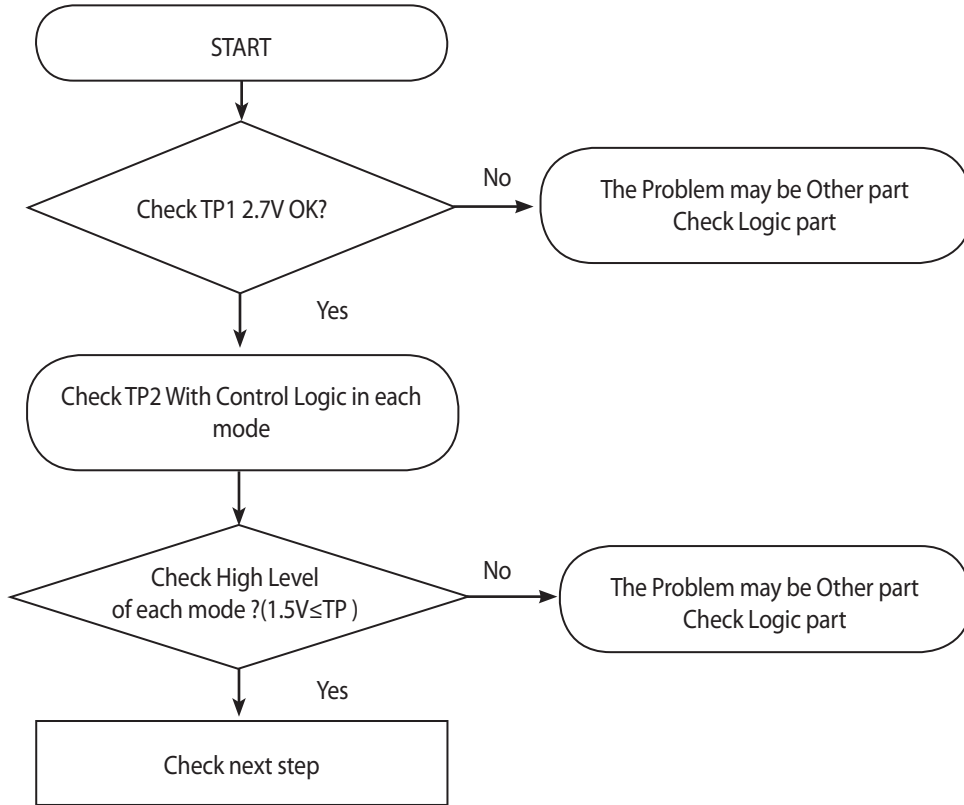 START
Check TP1 2.7V OK?
No
The Problem may be Other part
Check Logic part
Yes
Check TP2 With Control Logic in each
mode
Check High Level
of each mode ?(1.5V≤TP )
No
The Problem may be Other part
Check Logic part
Yes
Check next step